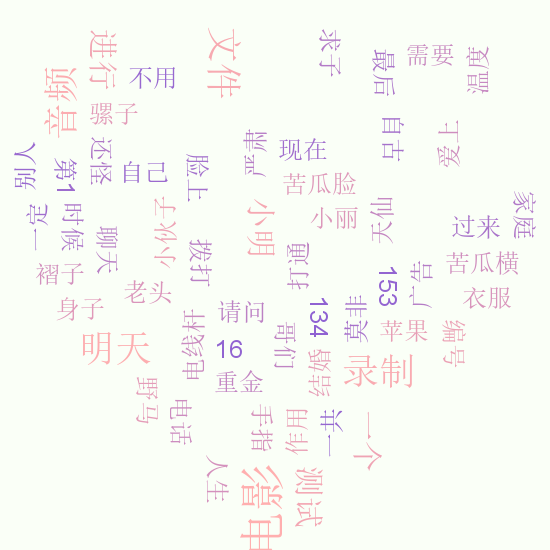 进行
文件
求子
最后
需要
温度
音频
不用
骡子
自古
爱上
别人
还怪
第1
自己
脸上
严肃
现在
苦瓜脸
一定
时候
聊天
小伙子
小明
小丽
天仙
过来
家庭
褶子
拨打
打通
153
广告
苦瓜横
衣服
身子
老头
请问
134
莫非
苹果
编号
明天
电线杆
16
重金
哥们
结婚
录制
野马
电话
手指
作用
一共
一个
人生
测试